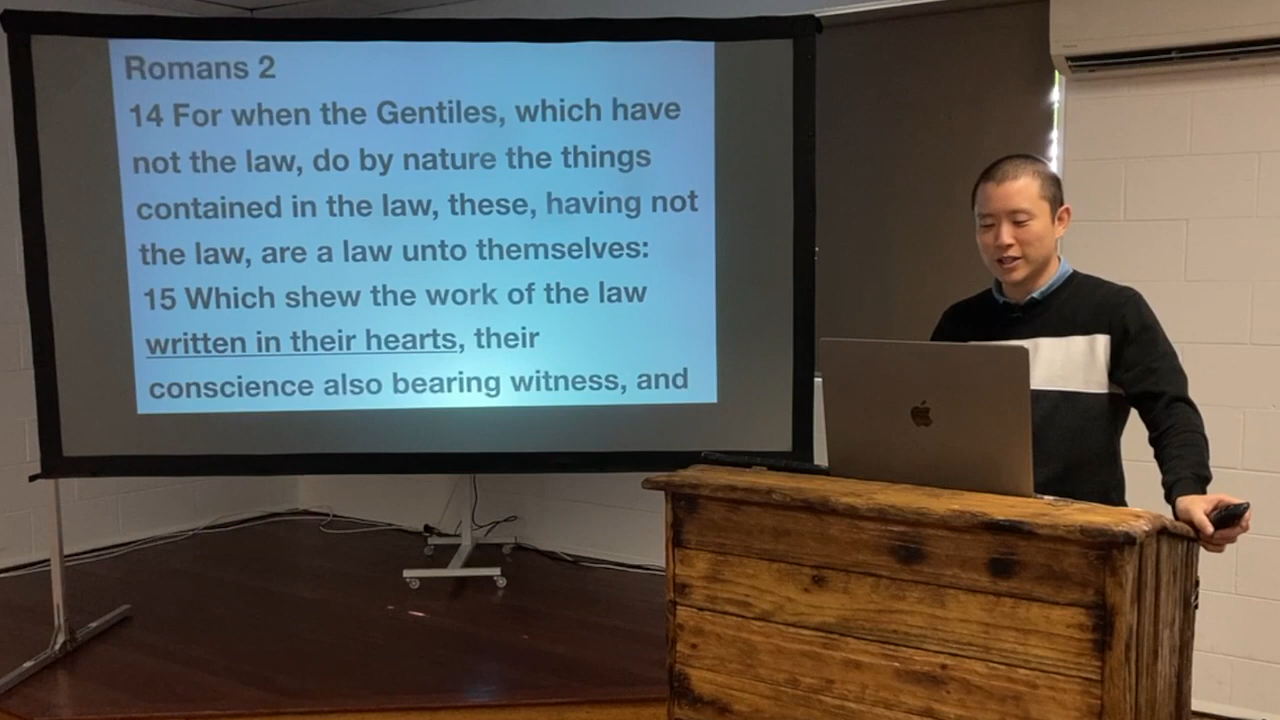 Romans 2
14 For when the Gentiles, which have
not the law, do by nature the things
contained in the law, these, having not
the law, are a law unto themselves:
15 Which shew the work of the law
written in their hearts, their
conscience also bearing witness, and